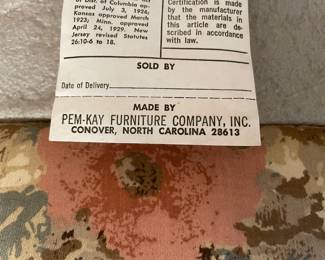 of Dist. of Columbia ap-
proved July 3, 1926;
Kansas approved March
1923; Minn. approved
April 24, 1929. New
Jersey revised Statutes
26:10-6 to 18.
Certification is made
by the manufacturer
that the materials in
this article are de-
scribed in accordance
with law.
SOLD BY
Date of Delivery
MADE BY
PEM-KAY FURNITURE COMPANY, INC.
CONOVER, NORTH CAROLINA 28613